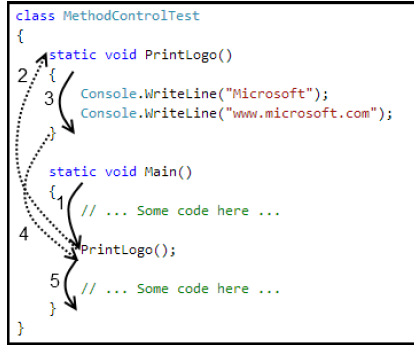 class MethodControlTest
{
static void PrintLogo()
2
{
3
Console.WriteLine("Microsoft");
Console.WriteLine("www.microsoft.com");
}
static void Main()
{
1
// ... Some code here ...
4
PrintLogo();
5
// ... Some code here ...
}
}